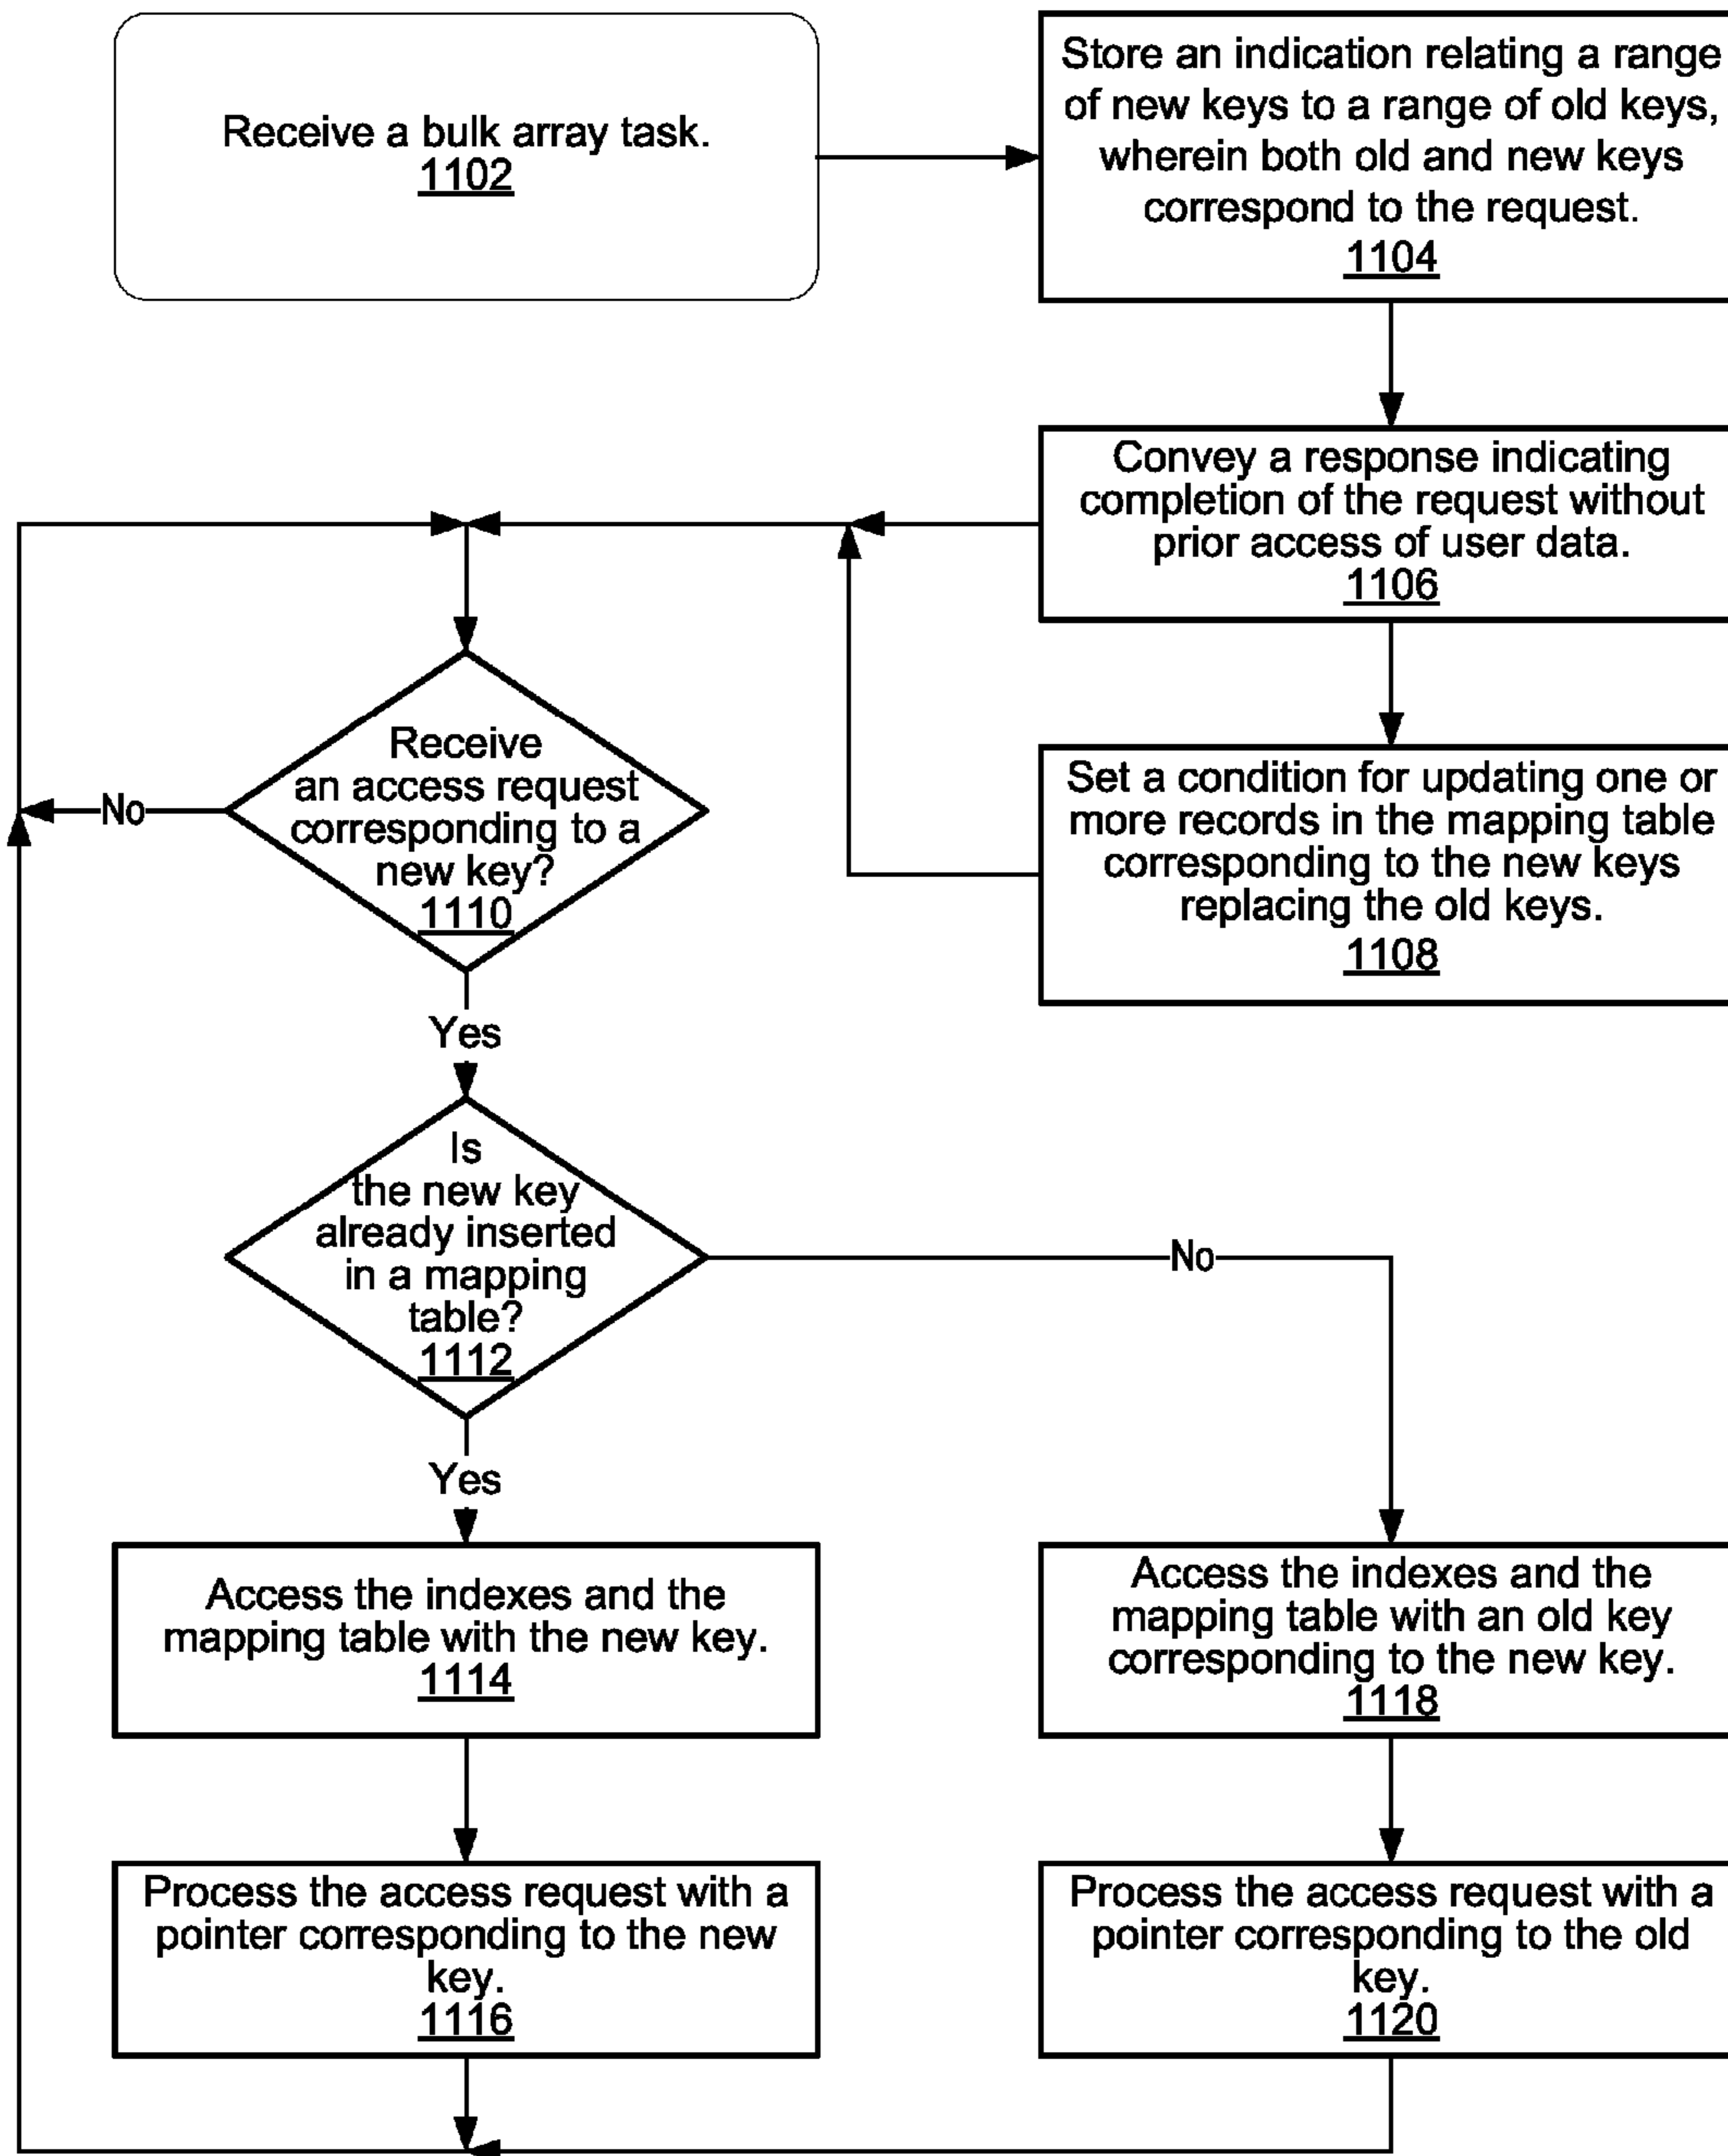 Receive a bulk array task.
1102
Store an indication relating a range
of new keys to a range of old keys,
wherein both old and new keys
correspond to the request.
1104
Convey a response indicating
completion of the request without
prior access of user data.
1106
Set a condition for updating one or
more records in the mapping table
corresponding to the new keys
replacing the old keys.
1108
Receive
an access request
corresponding to a
new key?
1110
No
Yes
Is
the new key
already inserted
in a mapping
table?
1112
No
Yes
Access the indexes and the
mapping table with the new key.
1114
Access the indexes and the
mapping table with an old key
corresponding to the new key.
1118
Process the access request with a
pointer corresponding to the new
key.
1116
Process the access request with a
pointer corresponding to the old
key.
1120